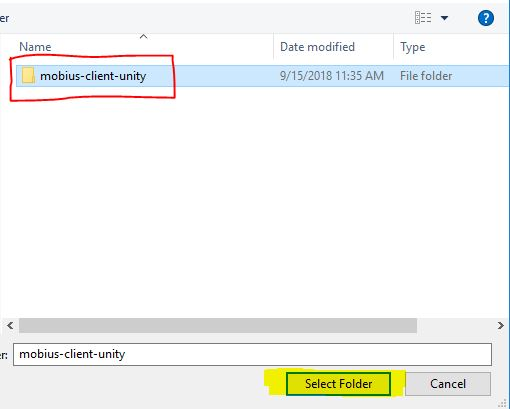 er
?
Name Date modified Type
mobius-client-unity 9/15/2018 11:35 AM File folder
er: mobius-client-unity
Select Folder Cancel